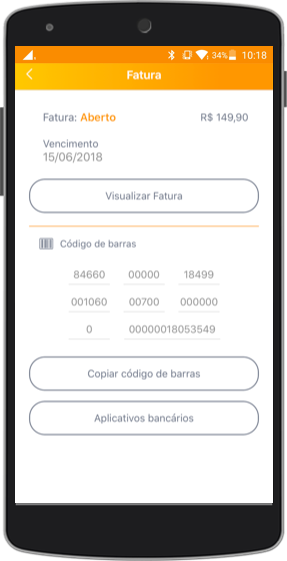 34% 10:18
Fatura
Fatura: Aberto R$ 149,90
Vencimento
15/06/2018
Visualizar Fatura
Código de barras
84660 00000 18499
001060 00700 000000
0 00000018053549
Copiar código de barras
Aplicativos bancários